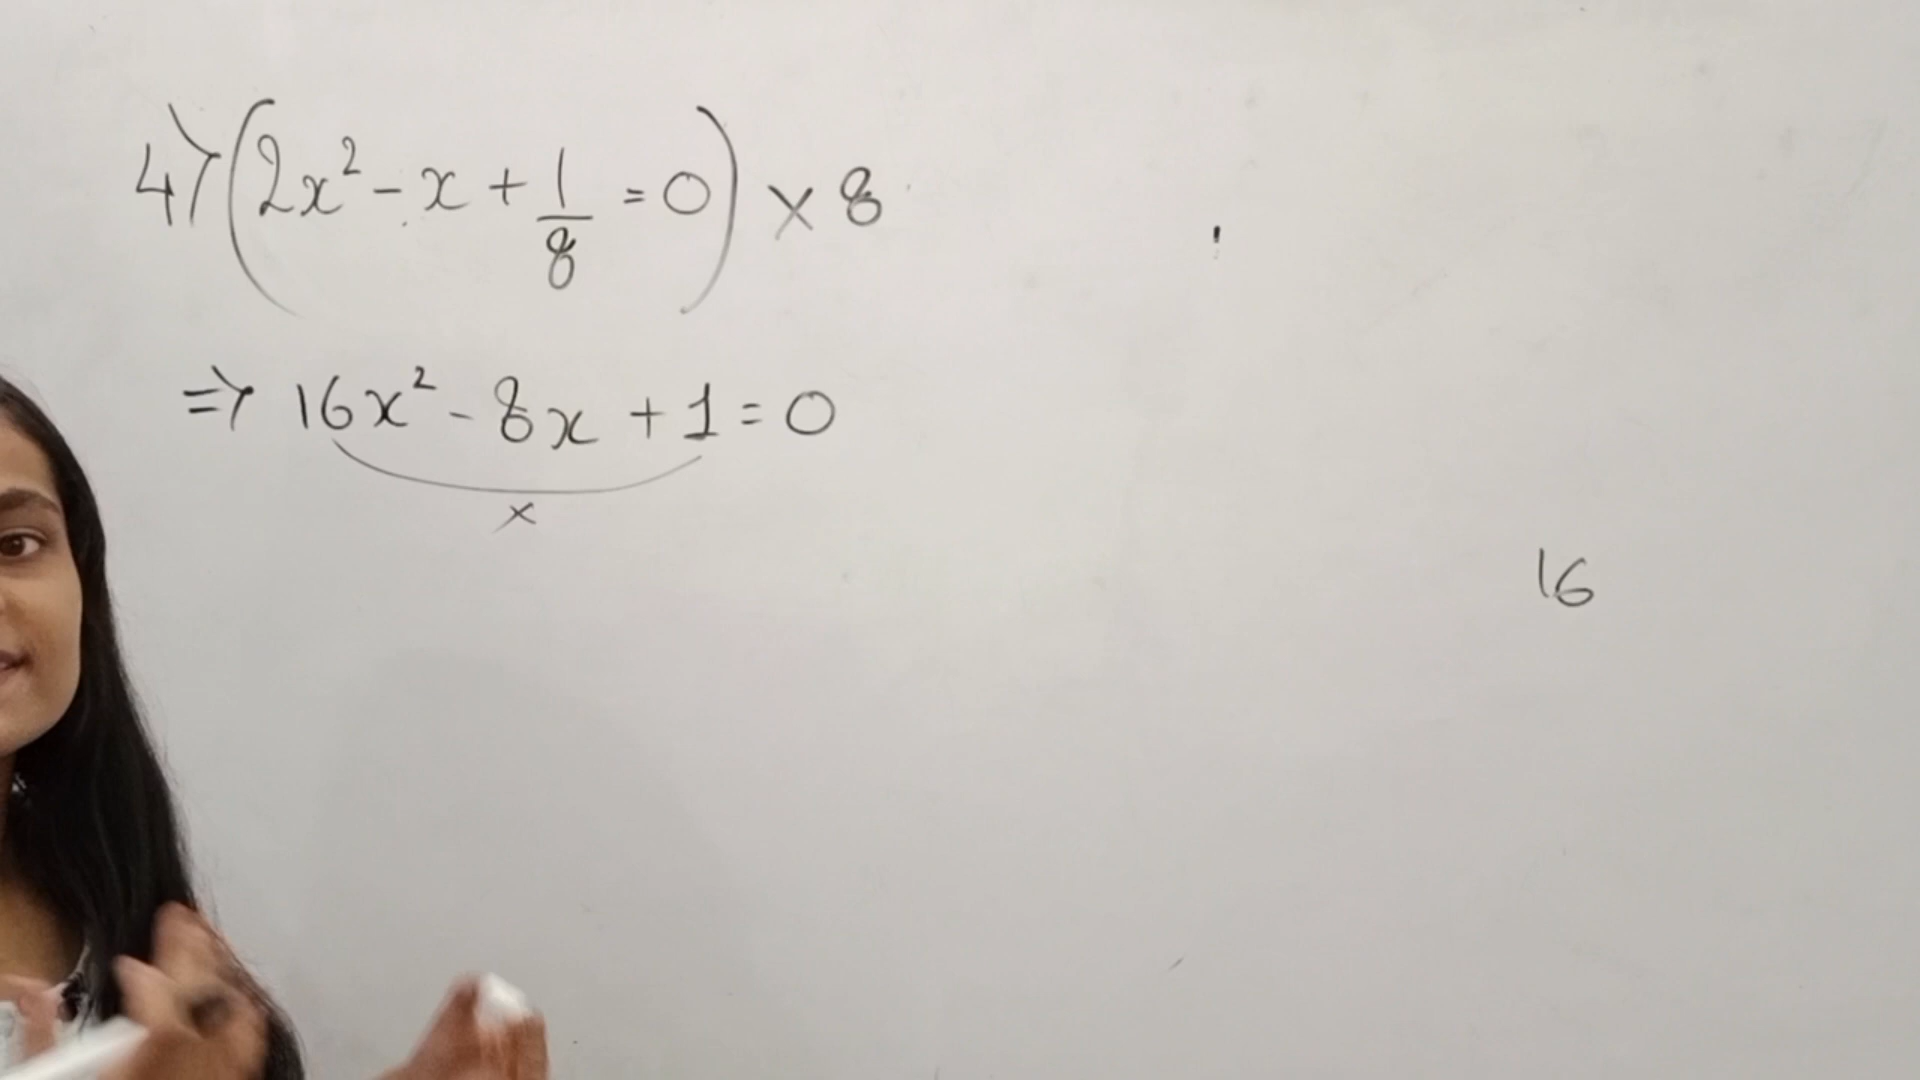 4) (2x² - x + 1/8 = 0) × 8
⇒ 16x² - 8x + 1 = 0
×
16